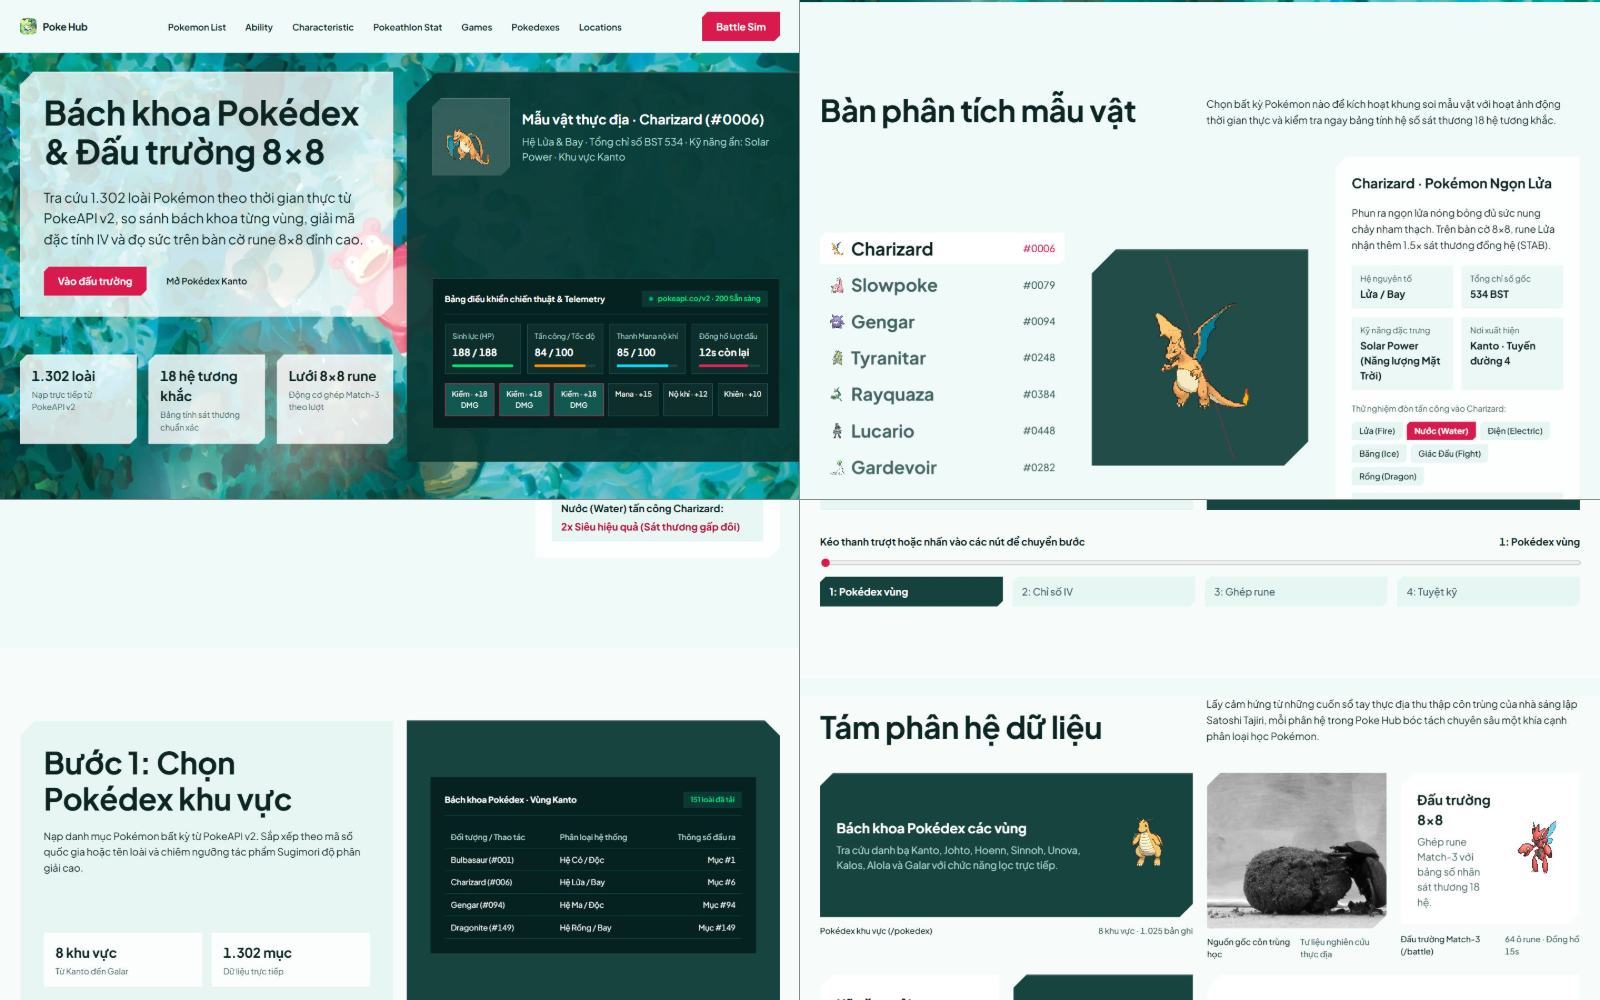 Poke Hub
Pokemon List
Ability
Characteristic
Pokeathlon Stat
Games
Pokedexes
Locations
Battle Sim
Bách khoa Pokédex
& Đấu trường 8×8
Tra cứu 1.302 loài Pokémon theo thời gian thực từ
PokeAPI v2, so sánh bách khoa từng vùng, giải mã
đặc tính IV và đọ sức trên bàn cờ rune 8×8 đỉnh cao.
Vào đấu trường
Mở Pokédex Kanto
1.302 loài
Nạp trực tiếp từ
PokeAPI v2
18 hệ tương
khắc
Bảng tính sát thương
chuẩn xác
Lưới 8×8 rune
Động cơ ghép Match-3
theo lượt
Mẫu vật thực địa · Charizard (#0006)
Hệ Lửa & Bay · Tổng chỉ số BST 534 · Kỹ năng ẩn: Solar
Power · Khu vực Kanto
Bảng điều khiển chiến thuật & Telemetry
pokeapi.co/v2 · 200 Sẵn sàng
Sinh lực (HP)
188 / 188
Tấn công / Tốc độ
84 / 100
Thanh Mana nộ khí
85 / 100
Đồng hồ lượt đấu
12s còn lại
Kiếm · +18
DMG
Kiếm · +18
DMG
Kiếm · +18
DMG
Mana · +15
Nộ khí · +12
Khiên · +10
Bàn phân tích mẫu vật
Chọn bất kỳ Pokémon nào để kích hoạt khung soi mẫu vật với hoạt ảnh động
thời gian thực và kiểm tra ngay bảng tính hệ số sát thương 18 hệ tương khắc.
Charizard
#0006
Slowpoke
#0079
Gengar
#0094
Tyranitar
#0248
Rayquaza
#0384
Lucario
#0448
Gardevoir
#0282
Charizard · Pokémon Ngọn Lửa
Phun ra ngọn lửa nóng bỏng đủ sức nung
chảy nham thạch. Trên bàn cờ 8×8, rune Lửa
nhận thêm 1.5x sát thương đồng hệ (STAB).
Hệ nguyên tố
Lửa / Bay
Tổng chỉ số gốc
534 BST
Kỹ năng đặc trưng
Solar Power
(Năng lượng Mặt
Trời)
Nơi xuất hiện
Kanto · Tuyến
đường 4
Thử nghiệm đòn tấn công vào Charizard:
Lửa (Fire)
Nước (Water)
Điện (Electric)
Băng (Ice)
Giác Đấu (Fight)
Rồng (Dragon)
Nước (Water) tấn công Charizard:
2x Siêu hiệu quả (Sát thương gấp đôi)
Bước 1: Chọn
Pokédex khu vực
Nạp danh mục Pokémon bất kỳ từ PokeAPI v2. Sắp xếp theo mã số
quốc gia hoặc tên loài và chiêm ngưỡng tác phẩm Sugimori độ phân
giải cao.
8 khu vực
Từ Kanto đến Galar
1.302 mục
Dữ liệu trực tiếp
Bách khoa Pokédex · Vùng Kanto
151 loài đã tải
Đối tượng / Thao tác
Phân loại hệ thống
Thông số đầu ra
Bulbasaur (#001)
Hệ Cỏ / Độc
Mục #1
Charizard (#006)
Hệ Lửa / Bay
Mục #6
Gengar (#094)
Hệ Ma / Độc
Mục #94
Dragonite (#149)
Hệ Rồng / Bay
Mục #149
Kéo thanh trượt hoặc nhấn vào các nút để chuyển bước
1: Pokédex vùng
1: Pokédex vùng
2: Chỉ số IV
3: Ghép rune
4: Tuyệt kỹ
Tám phân hệ dữ liệu
Lấy cảm hứng từ những cuốn sổ tay thực địa thu thập côn trùng của nhà sáng lập
Satoshi Tajiri, mỗi phân hệ trong Poke Hub bóc tách chuyên sâu một khía cạnh
phân loại học Pokémon.
Bách khoa Pokédex các vùng
Tra cứu danh bạ Kanto, Johto, Hoenn, Sinnoh, Unova,
Kalos, Alola và Galar với chức năng lọc trực tiếp.
Pokédex khu vực (/pokedex)
8 khu vực · 1.025 bản ghi
Nguồn gốc côn trùng
học
Tư liệu nghiên cứu
thực địa
Đấu trường
8×8
Ghép rune
Match-3 với
bảng số nhân
sát thương 18
hệ.
Đấu trường Match-3
(/battle)
64 ô rune · Đồng hồ
15s